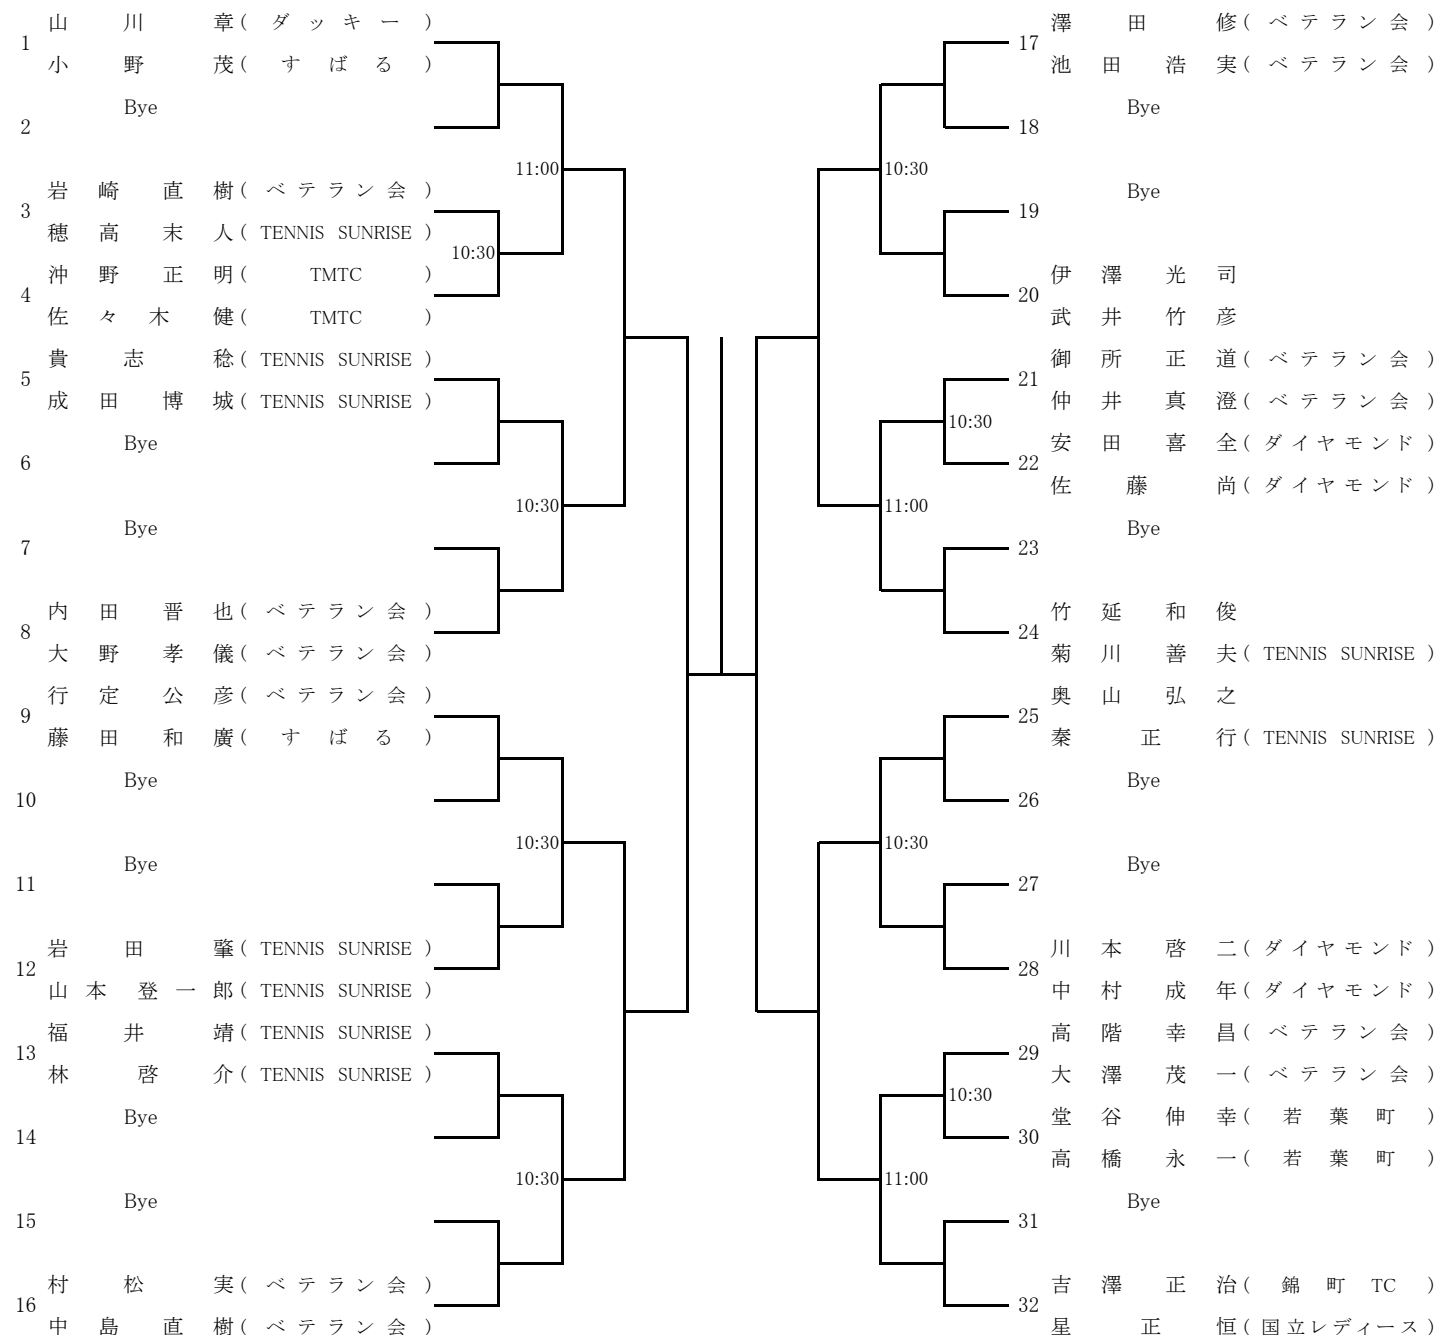 山川章(ダッキー)
1
小野茂(すばる)
Bye
2
11:00
岩崎直樹(ベテラン会)
3
穂高末人(TENNIS SUNRISE)
10:30
沖野正明(TMTC)
4
佐々木健(TMTC)
貴志稔(TENNIS SUNRISE)
5
成田博城(TENNIS SUNRISE)
Bye
6
10:30
Bye
7
内田晋也(ベテラン会)
8
大野孝儀(ベテラン会)
行定公彦(ベテラン会)
9
藤田和廣(すばる)
Bye
10
10:30
Bye
11
岩田肇(TENNIS SUNRISE)
12
山本登一郎(TENNIS SUNRISE)
福井靖(TENNIS SUNRISE)
13
林啓介(TENNIS SUNRISE)
Bye
14
10:30
Bye
15
村松実(ベテラン会)
16
中島直樹(ベテラン会)
澤田修(ベテラン会)
17
池田浩実(ベテラン会)
Bye
18
10:30
Bye
19
伊澤光司
20
武井竹彦
御所正道(ベテラン会)
21
仲井真澄(ベテラン会)
10:30
安田喜全(ダイヤモンド)
22
佐藤尚(ダイヤモンド)
11:00
Bye
23
竹延和俊
24
菊川善夫(TENNIS SUNRISE)
奥山弘之
25
秦正行(TENNIS SUNRISE)
Bye
26
10:30
Bye
27
川本啓二(ダイヤモンド)
28
中村成年(ダイヤモンド)
高階幸昌(ベテラン会)
29
大澤茂一(ベテラン会)
10:30
堂谷伸幸(若葉町)
30
高橋永一(若葉町)
11:00
Bye
31
吉澤正治(錦町TC)
32
星正恒(国立レディース)